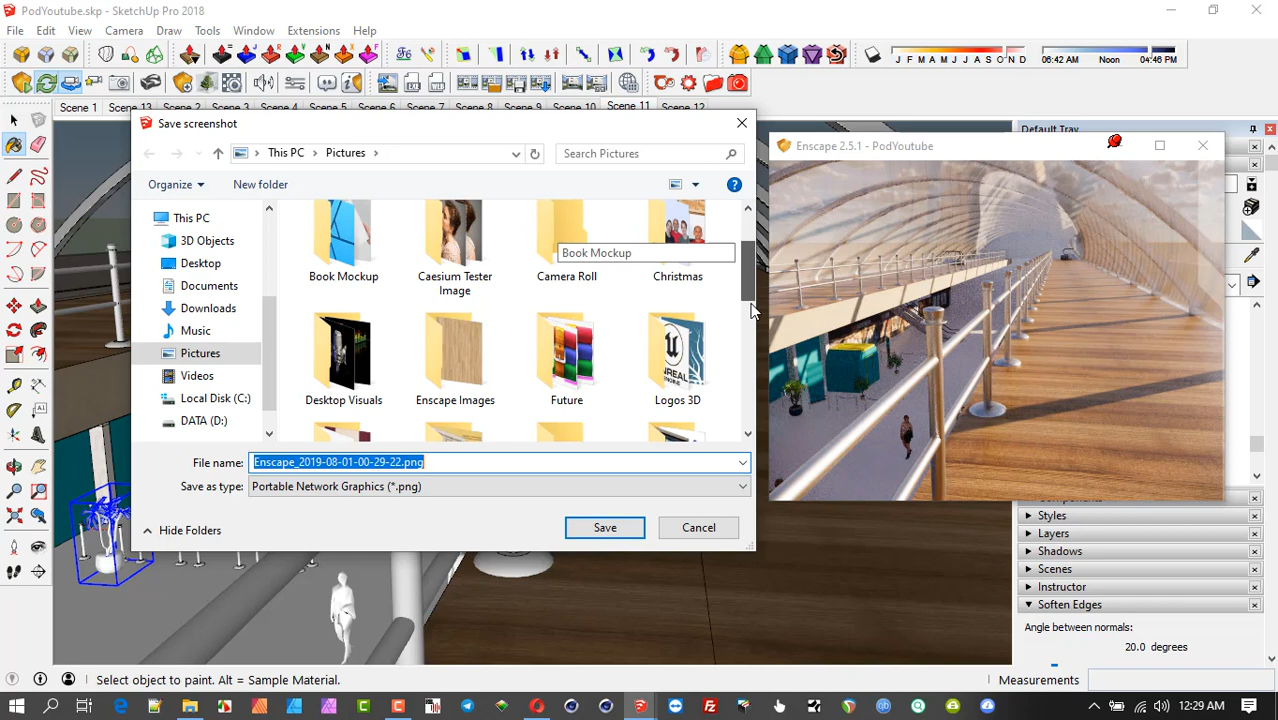 PodYoutube.skp - SketchUp Pro 2018
File Edit View Camera Draw Tools Window Extensions Help
J F M A M J J A S O N D 06:42 AM Noon 04:46 PM
Scene 1 Scene 13 Scene 2 Scene 3 Scene 4 Scene 5 Scene 6 Scene 7 Scene 8 Scene 9 Scene 10 Scene 11 Scene 12
Save screenshot
Default Tray
This PC Pictures
Search Pictures
Enscape 2.5.1 - PodYoutube
Organize New folder
This PC
3D Objects
Desktop
Documents
Downloads
Music
Pictures
Videos
Local Disk (C:)
DATA (D:)
Book Mockup
Book Mockup
Caesium Tester Image
Camera Roll
Christmas
UNREAL
ENGINE
Desktop Visuals
Enscape Images
Future
Logos 3D
File name: Enscape_2019-08-01-00-29-22.png
Save as type: Portable Network Graphics (*.png)
Hide Folders
Save
Cancel
Components
Styles
Layers
Shadows
Scenes
Instructor
Soften Edges
Angle between normals:
20.0 degrees
Select object to paint. Alt = Sample Material.
Measurements
12:29 AM